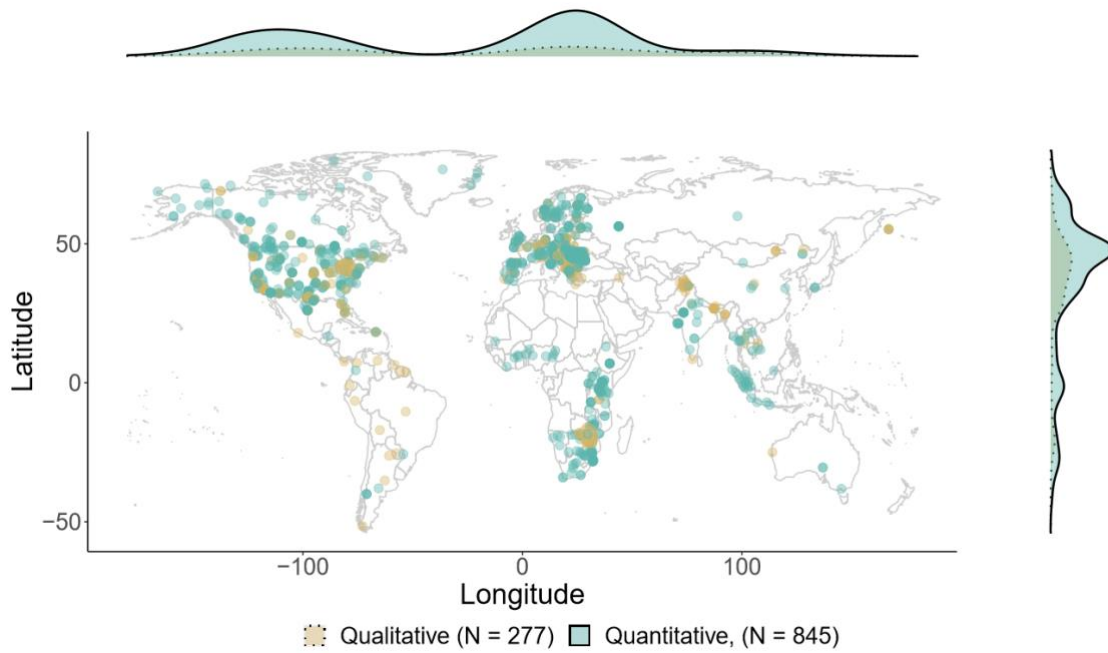 Latitude
50
0
−50
−100
0
100
Longitude
Qualitative (N = 277)
Quantitative, (N = 845)